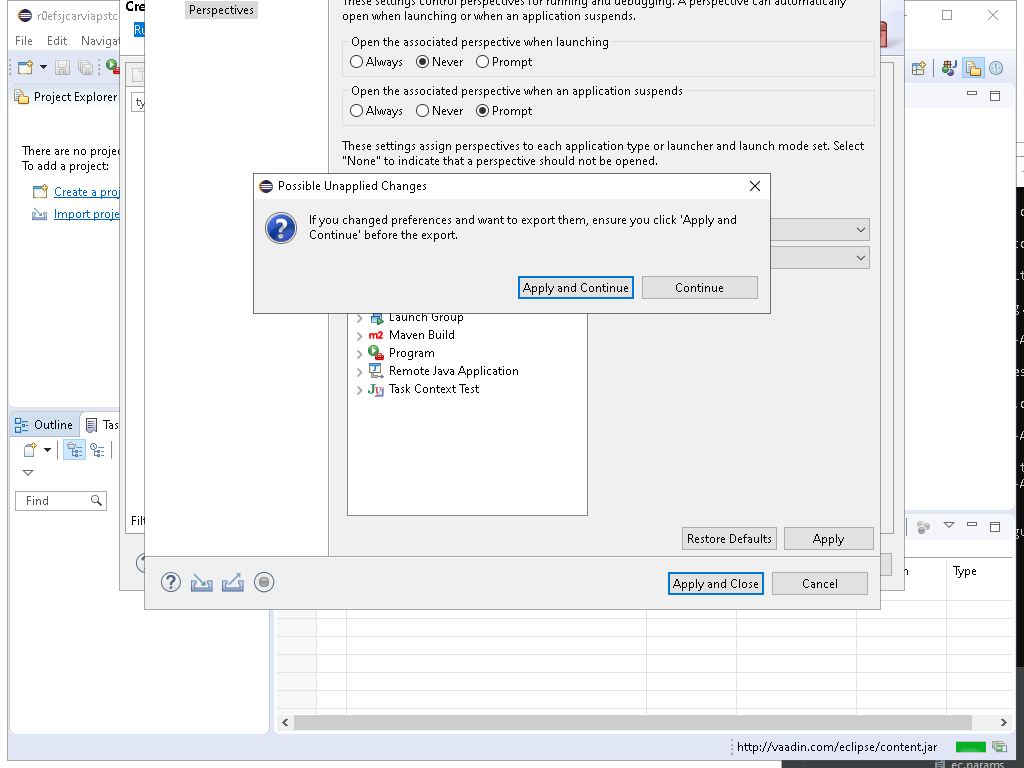 r0efsjcarviapstc
File Edit Naviga
Project Explorer
There are no proje
To add a project:
Create a proj
Import proje
Outline
Tas
Find
Cre
Ru
ty
Filt
Perspectives
These settings control perspectives for running and debugging. A perspective can automatically
open when launching or when an application suspends.
Open the associated perspective when launching
Always Never Prompt
Open the associated perspective when an application suspends
Always Never Prompt
These settings assign perspectives to each application type or launcher and launch mode set. Select
"None" to indicate that a perspective should not be opened.
Possible Unapplied Changes
If you changed preferences and want to export them, ensure you click 'Apply and
Continue' before the export.
Apply and Continue Continue
Launch Group
m2 Maven Build
Program
Remote Java Application
Task Context Test
Restore Defaults Apply
Apply and Close Cancel
Type
http://vaadin.com/eclipse/content.jar
ec.params